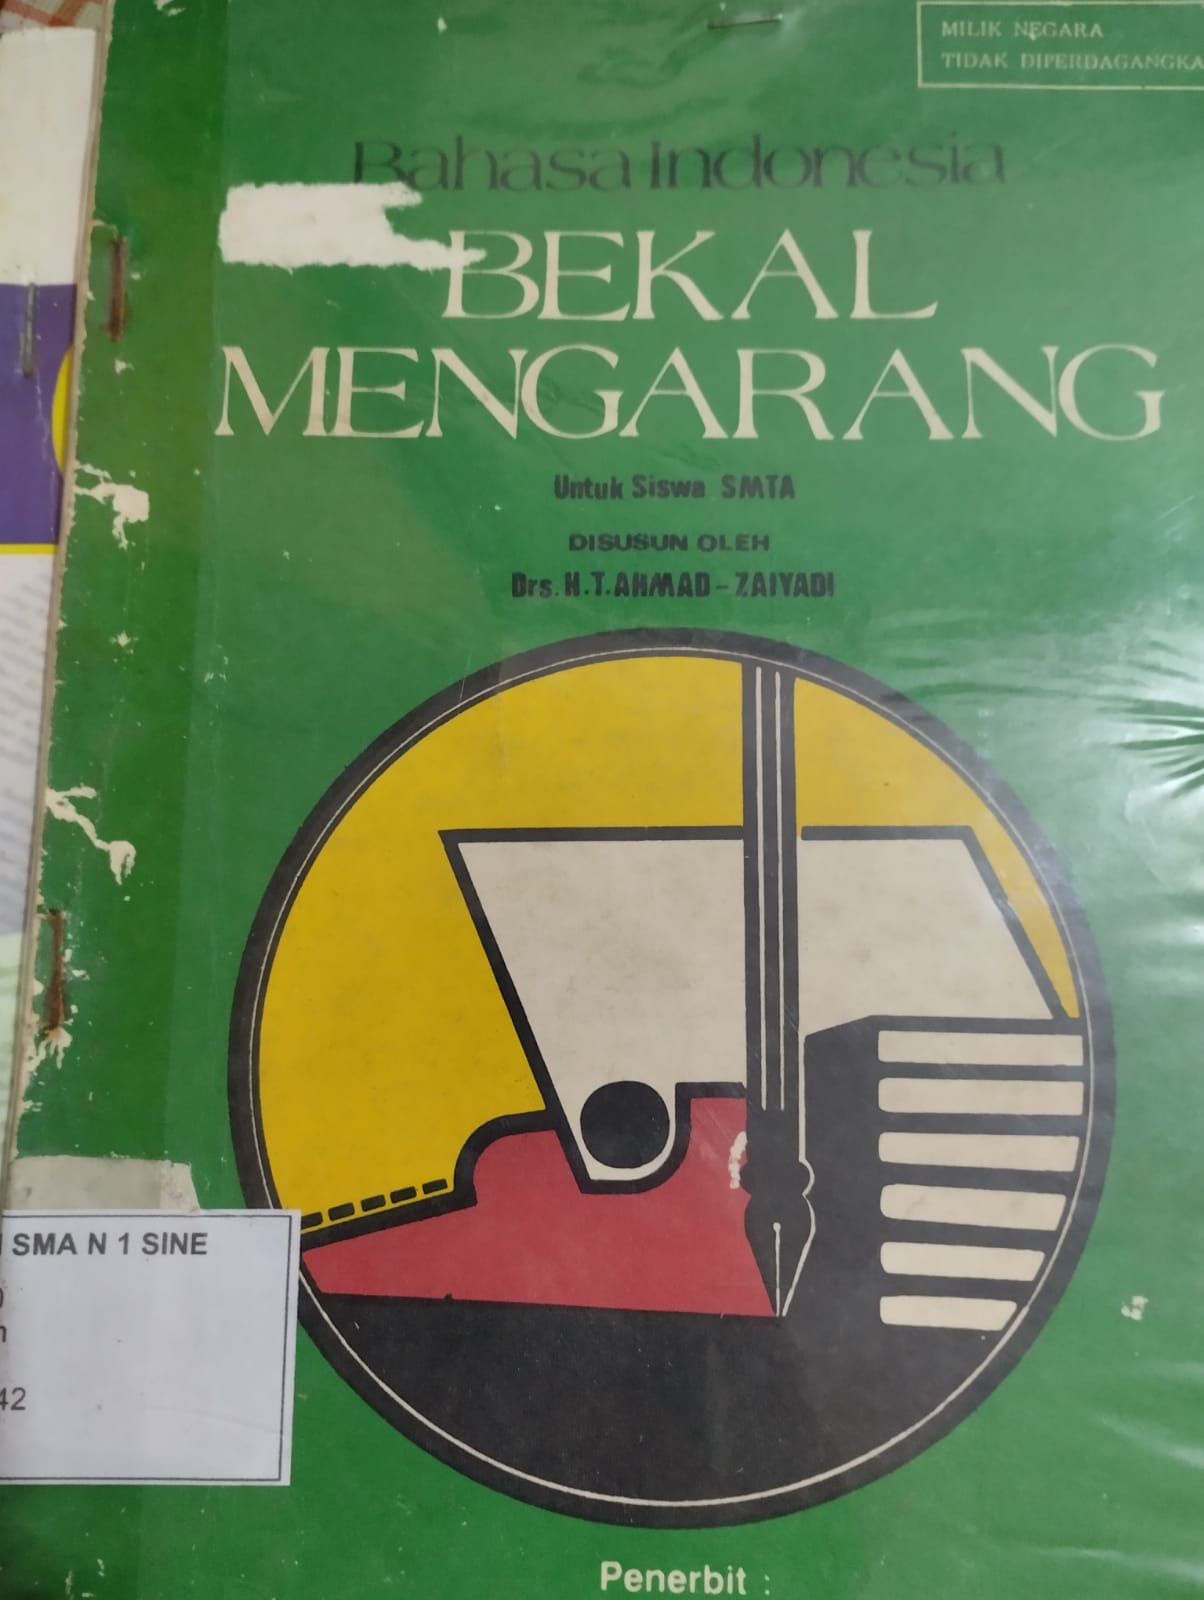 MILIK NEGARA
TIDAK DIPERDAGANGKA
Bahasa Indonesia
BEKAL
MENGARANG
Untuk Siswa SMTA
DISUSUN OLEH
Drs. H.T. AHMAD - ZAIYADI
SMA N 1 SINE
42
Penerbit :